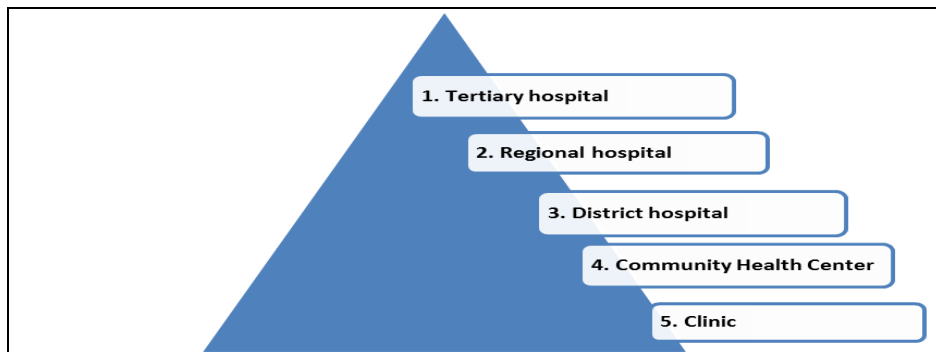 1. Tertiary hospital
2. Regional hospital
3. District hospital
4. Community Health Center
5. Clinic